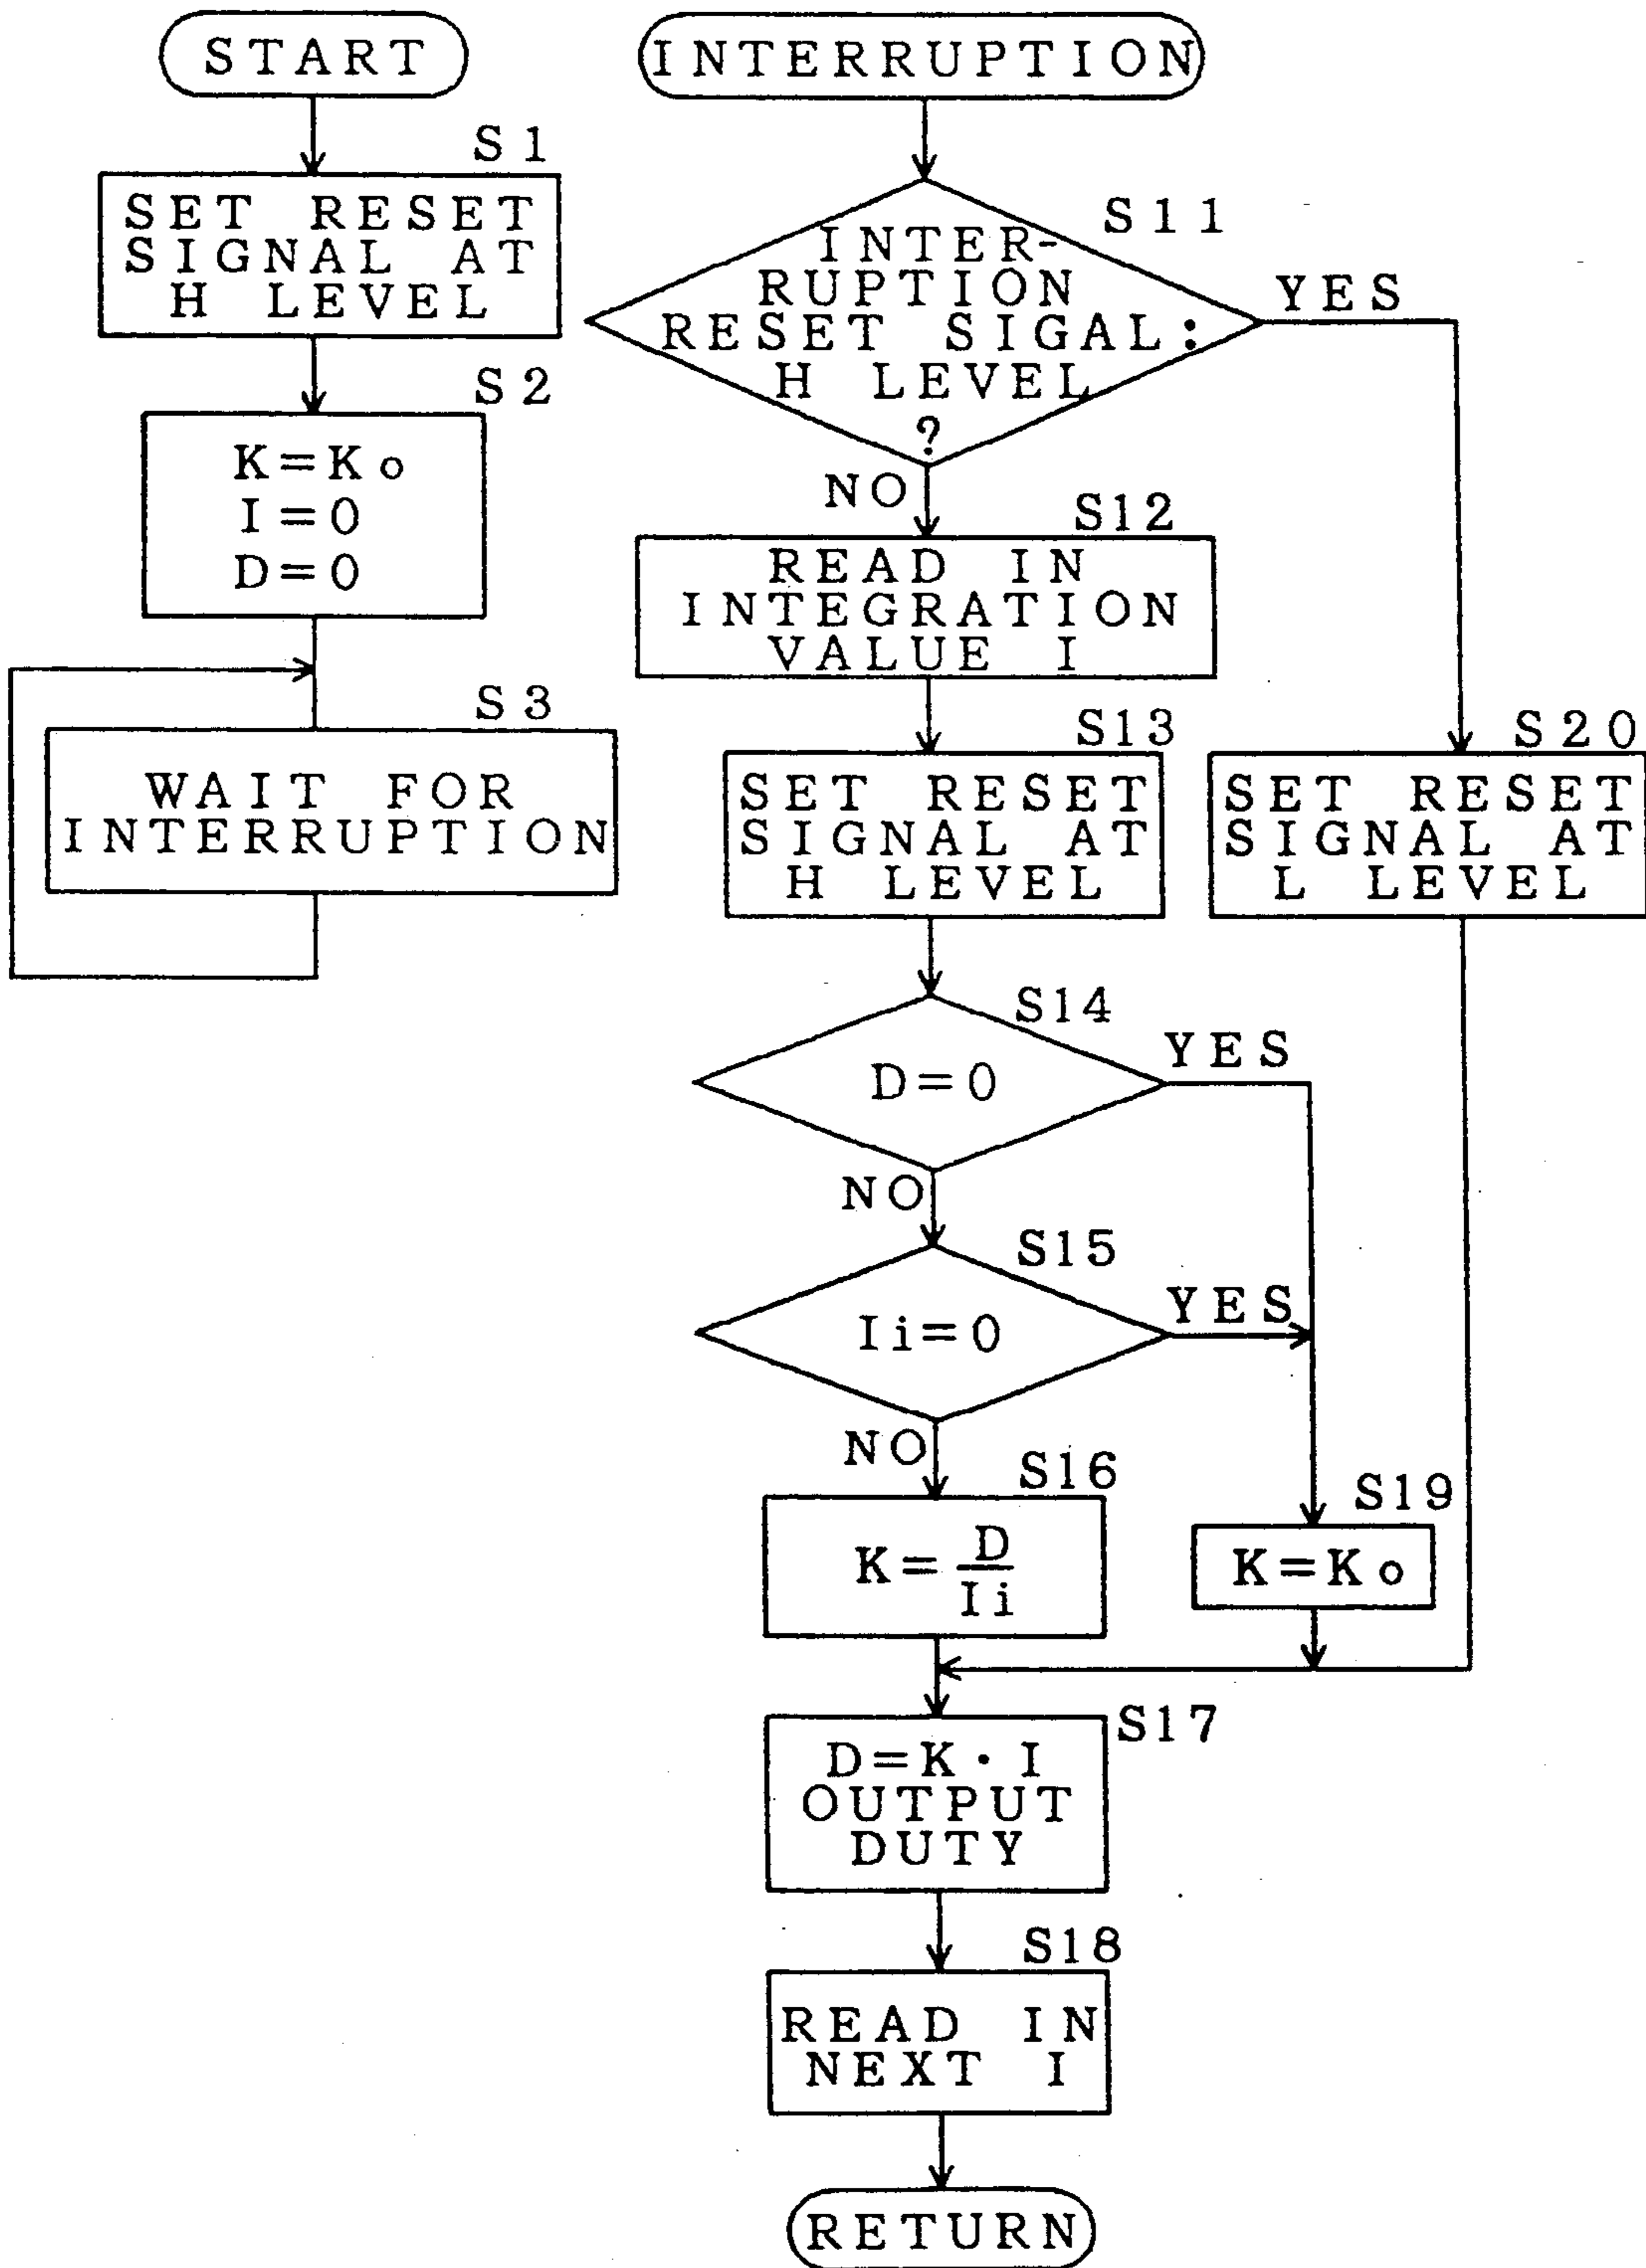 START
S1
SET RESET
SIGNAL AT
H LEVEL
S2
K=Ko
I=0
D=0
S3
WAIT FOR
INTERRUPTION
INTERRUPTION
S11
INTER-
RUPTION
RESET SIGAL:
H LEVEL
?
YES
NO
S12
READ IN
INTEGRATION
VALUE I
S13
SET RESET
SIGNAL AT
H LEVEL
S20
SET RESET
SIGNAL AT
L LEVEL
S14
D=0
YES
NO
S15
Ii=0
YES
NO
S16
K=D
Ii
S19
K=Ko
S17
D=K·I
OUTPUT
DUTY
S18
READ IN
NEXT I
RETURN